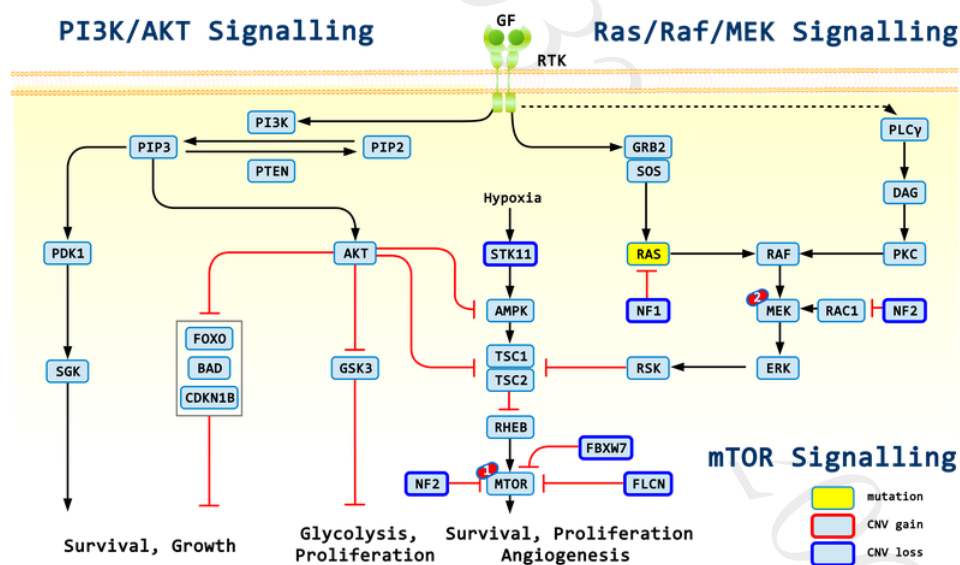 PI3K/AKT Signalling
GF
Ras/Raf/MEK Signalling
RTK
PI3K
PLCγ
PIP3
PIP2
GRB2
PTEN
SOS
DAG
Hypoxia
PDK1
AKT
STK11
RAS
RAF
PKC
2
AMPK
NF1
MEK
RAC1
NF2
FOXO
TSC1
BAD
GSK3
TSC2
RSK
ERK
SGK
CDKN1B
RHEB
FBXW7
mTOR Signalling
1
NF2
MTOR
FLCN
mutation
CNV gain
CNV loss
Survival, Growth
Glycolysis,
Proliferation
Survival, Proliferation
Angiogenesis